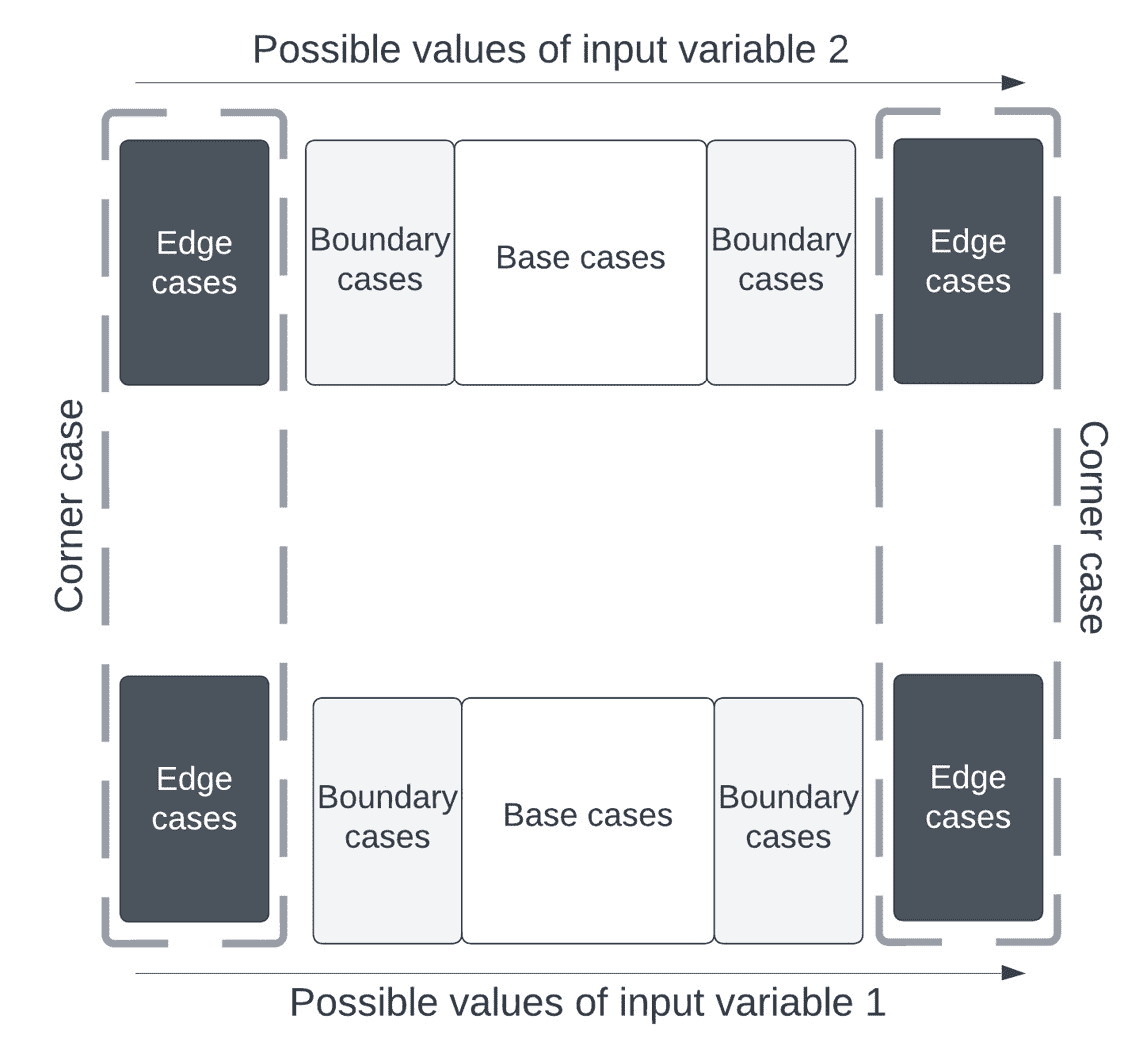 Possible values of input variable 2
Edge
cases
Boundary
cases
Base cases
Boundary
cases
Edge
cases
Corner case
Corner case
Edge
cases
Boundary
cases
Base cases
Boundary
cases
Edge
cases
Possible values of input variable 1